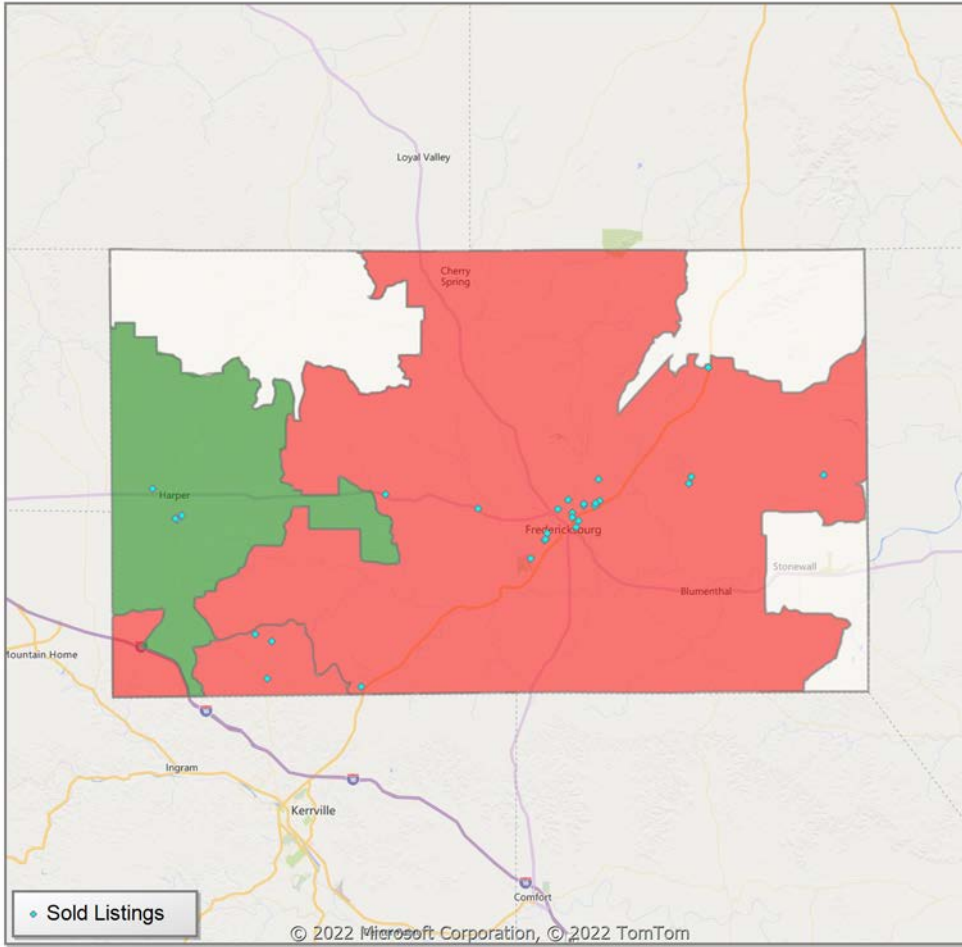 Loyal Valley
Cherry
Spring
Harper
Fredericksburg
Stonewall
Blumenthal
Mountain Home
Ingram
Kerrville
Comfort
Sold Listings
© 2022 Microsoft Corporation, © 2022 TomTom